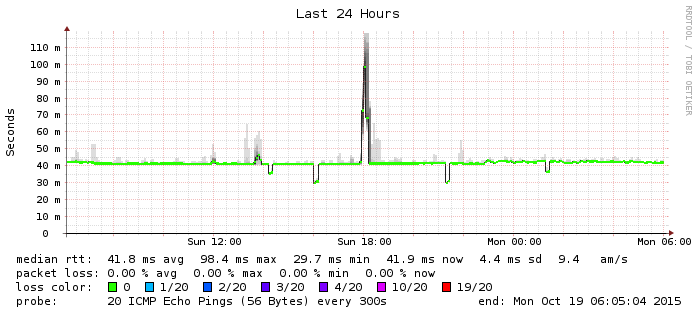 Last 24 Hours
RRDTOOL / TOBI OETIKER
Seconds
110 m
100 m
90 m
80 m
70 m
60 m
50 m
40 m
30 m
20 m
10 m
0
Sun 12:00 Sun 18:00 Mon 00:00 Mon 06:00
median rtt: 41.8 ms avg 98.4 ms max 29.7 ms min 41.9 ms now 4.4 ms sd 9.4 am/s
packet loss: 0.00 % avg 0.00 % max 0.00 % min 0.00 % now
loss color: 0 1/20 2/20 3/20 4/20 10/20 19/20
probe: 20 ICMP Echo Pings (56 Bytes) every 300s end: Mon Oct 19 06:05:04 2015